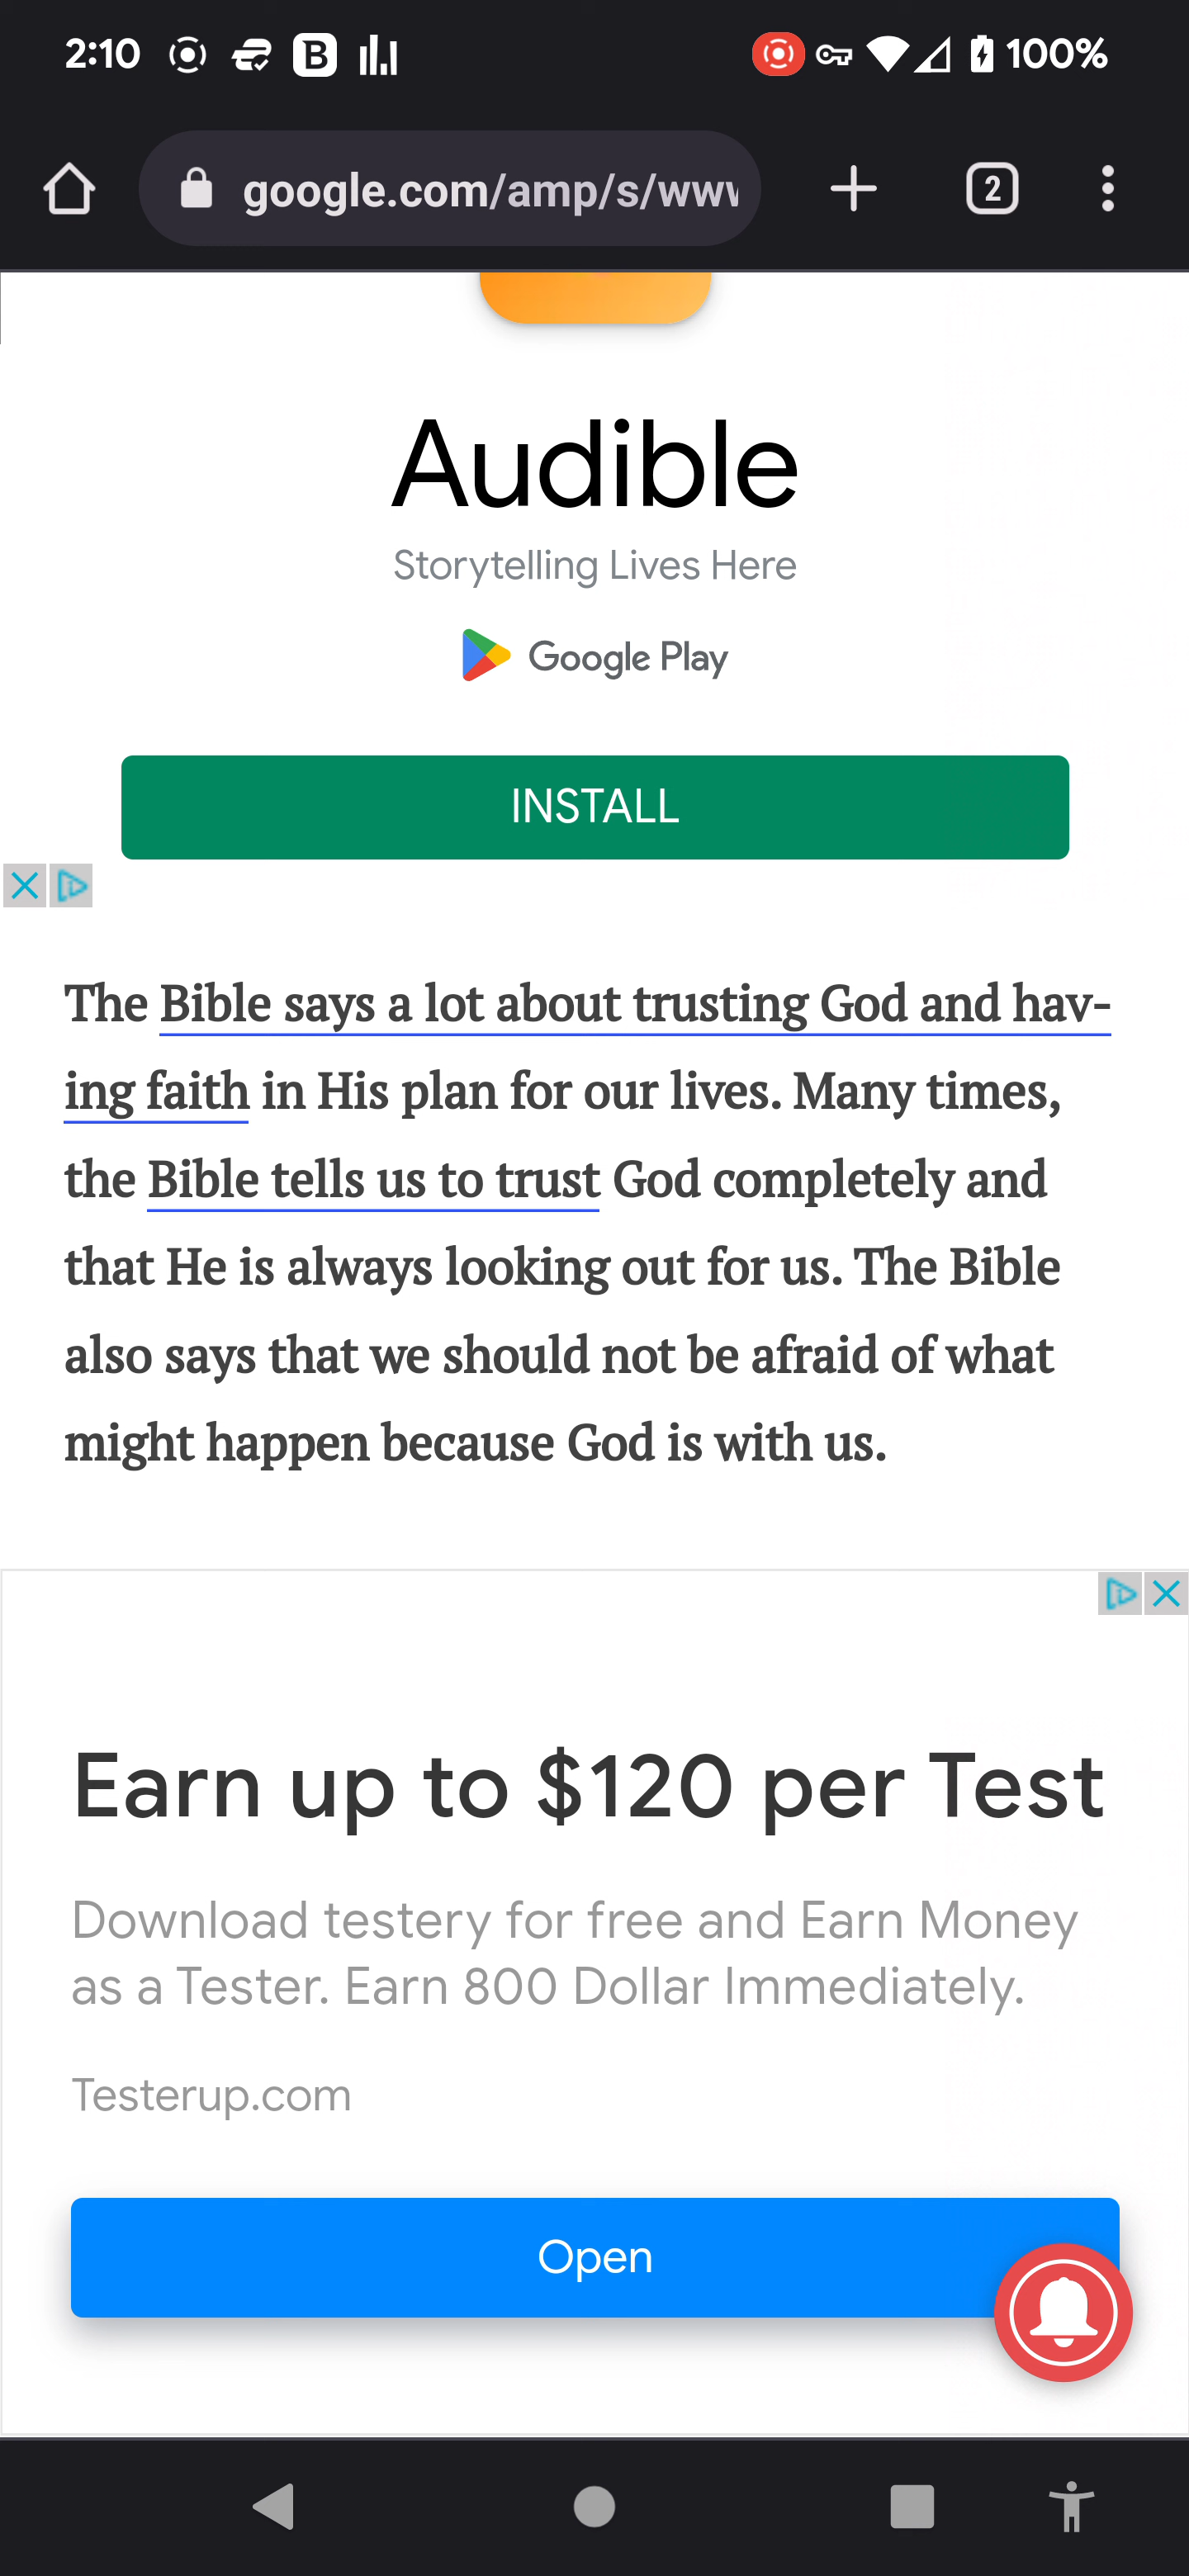 2:10
100%
google.com/amp/s/www
2
Audible
Storytelling Lives Here
Google Play
INSTALL
The Bible says a lot about trusting God and hav-
ing faith in His plan for our lives. Many times,
the Bible tells us to trust God completely and
that He is always looking out for us. The Bible
also says that we should not be afraid of what
might happen because God is with us.
Earn up to $120 per Test
Download testery for free and Earn Money
as a Tester. Earn 800 Dollar Immediately.
Testerup.com
Open